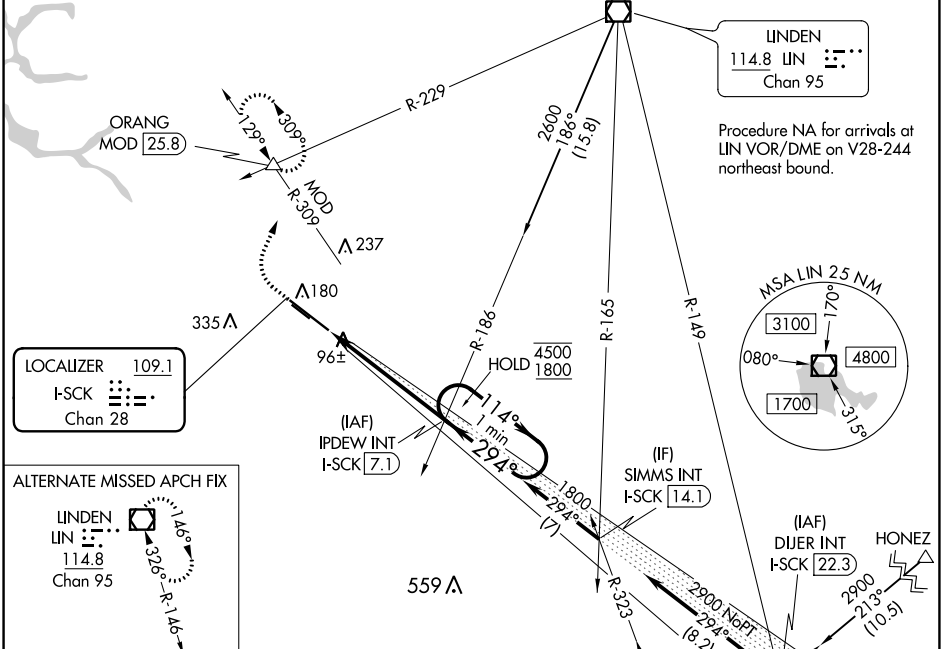 LINDEN
114.8 LIN
Chan 95
Procedure NA for arrivals at
LIN VOR/DME on V28-244
northeast bound.
R-229
2600
186°
(15.8)
ORANG
MOD 25.8
129°
309°
MOD
R-309
237
180
335
96±
LOCALIZER 109.1
I-SCK
Chan 28
R-186
R-165
R-149
HOLD 4500
1800
114°
1 min
294°
(IAF)
IPDEW INT
I-SCK 7.1
MSA LIN 25 NM
3100
170°
080°
4800
1700
315°
(IF)
SIMMS INT
I-SCK 14.1
1800
294°
(7)
(IAF)
DIJER INT
I-SCK 22.3
HONEZ
2900
213°
(10.5)
2900 NoPT
294°
(8.2)
R-323
559
ALTERNATE MISSED APCH FIX
LINDEN
LIN
114.8
Chan 95
146°
326°
R-146